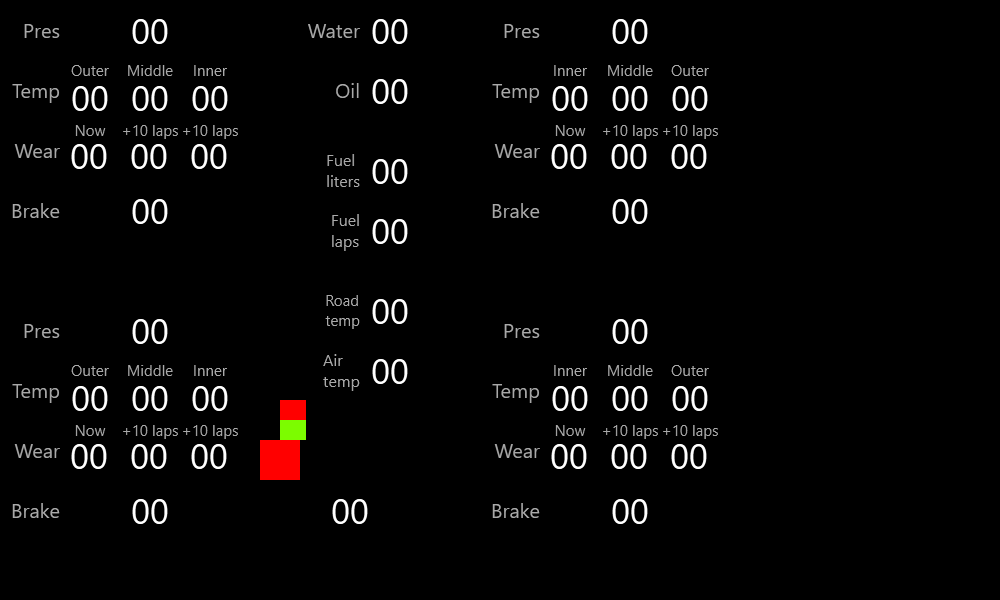 Pres 00 Water 00 Pres 00
Outer Middle Inner Inner Middle Outer
Temp 00 00 00 Oil 00 Temp 00 00 00
Now +10 laps +10 laps Now +10 laps +10 laps
Wear 00 00 00 Wear 00 00 00
Fuel
liters 00
Brake 00 Brake 00
Fuel
laps 00
Road
temp 00
Pres 00 Pres 00
Air
temp 00
Outer Middle Inner Inner Middle Outer
Temp 00 00 00 Temp 00 00 00
Now +10 laps +10 laps Now +10 laps +10 laps
Wear 00 00 00 Wear 00 00 00
Brake 00 00 Brake 00